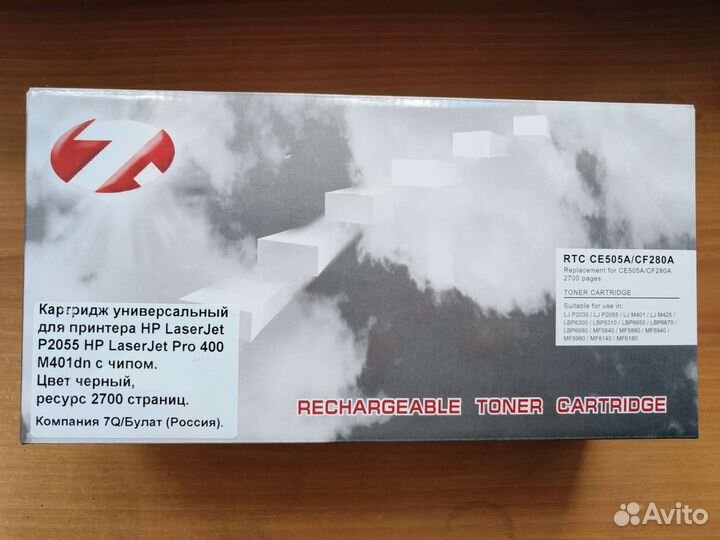 RTC CE505A/CF280A
Replacement for CE505A/CF280A
2700 pages
TONER CARTRIDGE
Suitable for use in:
LJ P2035 / LJ P2055 / LJ M401 / LJ M425 /
LBP6300 / LBP6310 / LBP6650 / LBP6670 /
LBP6680 / MF5840 / MF5880 / MF5940 /
MF5980 / MF6140 / MF6180
Картридж универсальный
для принтера HP LaserJet
P2055 HP LaserJet Pro 400
M401dn с чипом.
Цвет черный,
ресурс 2700 страниц.
Компания 7Q/Булат (Россия).
RECHARGEABLE TONER CARTRIDGE
Avito